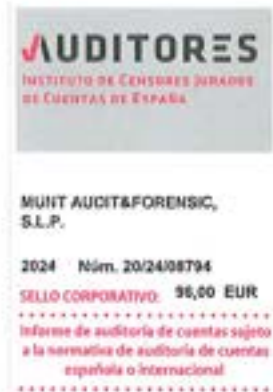 AUDITORES
INSTITUTO DE CENSORES JURADOS
DE CUENTAS DE ESPAÑA
MUNT AUDIT&FORENSIC,
S.L.P.
2024 Núm. 20/24/08794
SELLO CORPORATIVO: 96,00 EUR
Informe de auditoría de cuentas sujeto
a la normativa de auditoría de cuentas
española o internacional